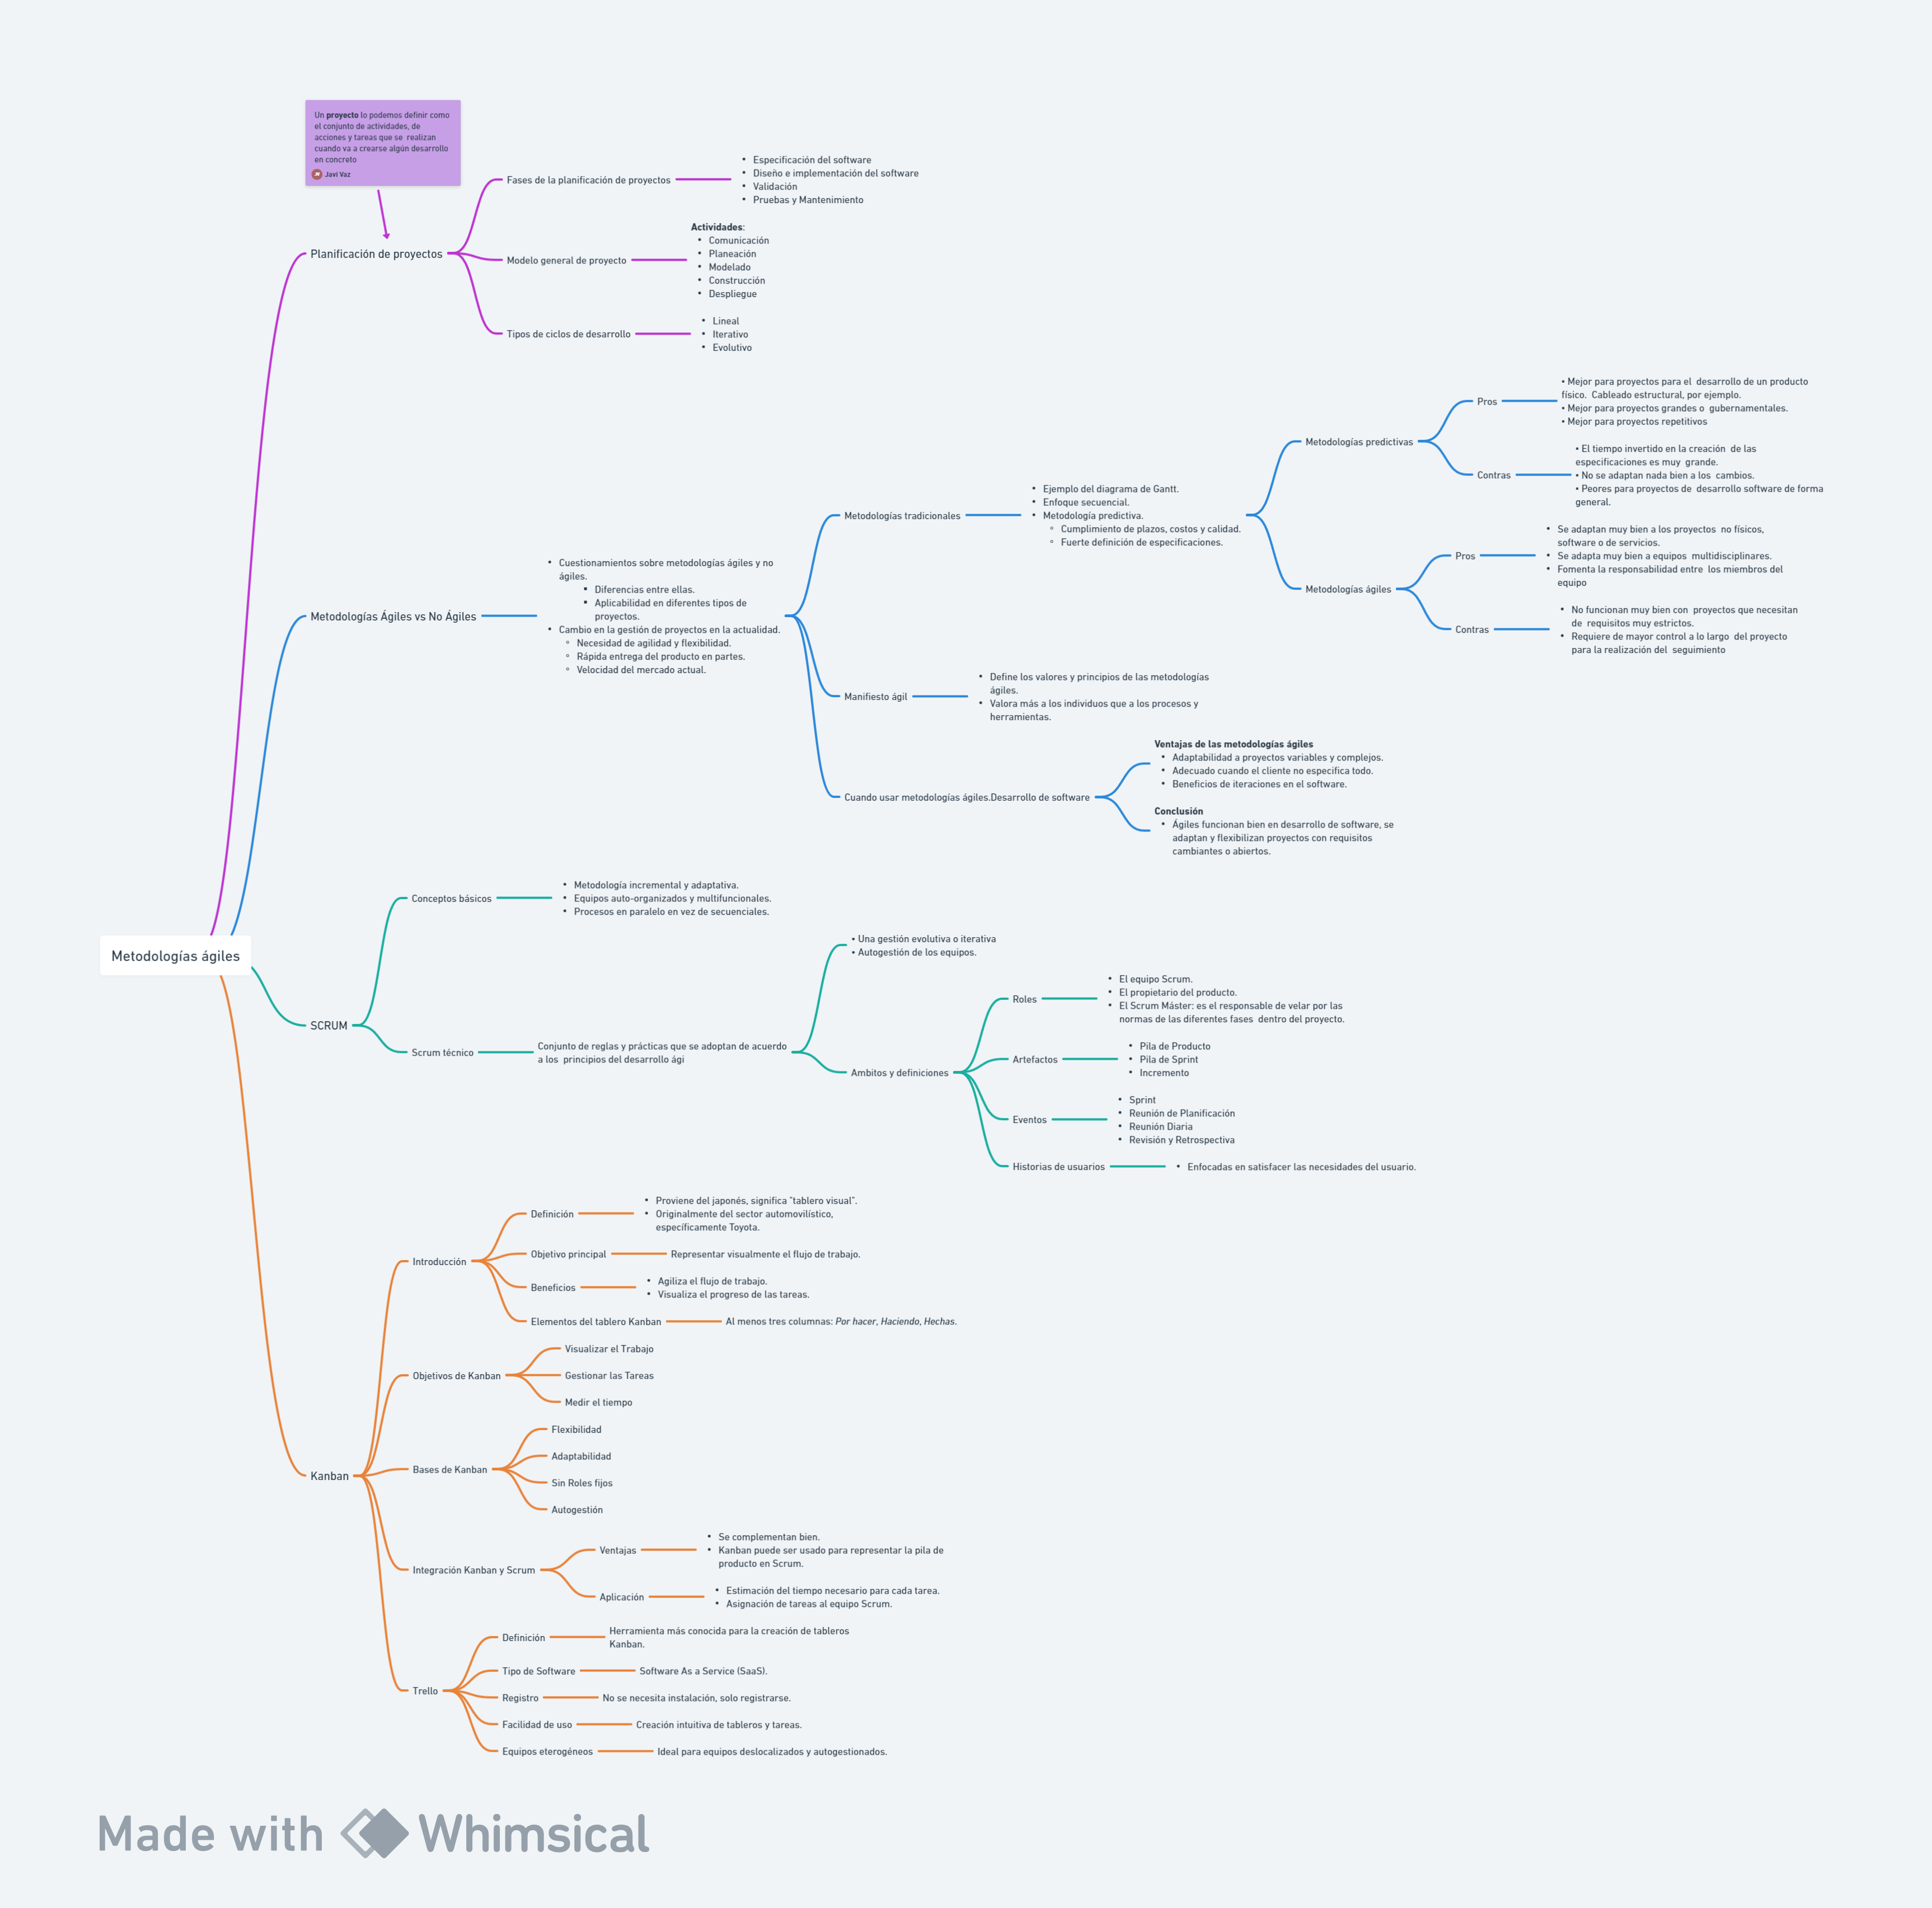 Un proyecto lo podemos definir como
el conjunto de actividades, de
acciones y tareas que se realizan
cuando va a crearse algún desarrollo
en concreto
JV Javi Vaz
Metodologías ágiles
Planificación de proyectos
Fases de la planificación de proyectos
• Especificación del software
• Diseño e implementación del software
• Validación
• Pruebas y Mantenimiento
Modelo general de proyecto
Actividades:
• Comunicación
• Planeación
• Modelado
• Construcción
• Despliegue
Tipos de ciclos de desarrollo
• Lineal
• Iterativo
• Evolutivo
Metodologías Ágiles vs No Ágiles
• Cuestionamientos sobre metodologías ágiles y no
ágiles.
▪ Diferencias entre ellas.
▪ Aplicabilidad en diferentes tipos de
proyectos.
• Cambio en la gestión de proyectos en la actualidad.
◦ Necesidad de agilidad y flexibilidad.
◦ Rápida entrega del producto en partes.
◦ Velocidad del mercado actual.
Metodologías tradicionales
• Ejemplo del diagrama de Gantt.
• Enfoque secuencial.
• Metodología predictiva.
◦ Cumplimiento de plazos, costos y calidad.
◦ Fuerte definición de especificaciones.
Metodologías predictivas
Pros
• Mejor para proyectos para el desarrollo de un producto
físico. Cableado estructural, por ejemplo.
• Mejor para proyectos grandes o gubernamentales.
• Mejor para proyectos repetitivos
Contras
• El tiempo invertido en la creación de las
especificaciones es muy grande.
• No se adaptan nada bien a los cambios.
• Peores para proyectos de desarrollo software de forma
general.
Metodologías ágiles
Pros
• Se adaptan muy bien a los proyectos no físicos,
software o de servicios.
• Se adapta muy bien a equipos multidisciplinares.
• Fomenta la responsabilidad entre los miembros del
equipo
Contras
• No funcionan muy bien con proyectos que necesitan
de requisitos muy estrictos.
• Requiere de mayor control a lo largo del proyecto
para la realización del seguimiento
Manifiesto ágil
• Define los valores y principios de las metodologías
ágiles.
• Valora más a los individuos que a los procesos y
herramientas.
Cuando usar metodologías ágiles.Desarrollo de software
Ventajas de las metodologías ágiles
• Adaptabilidad a proyectos variables y complejos.
• Adecuado cuando el cliente no especifica todo.
• Beneficios de iteraciones en el software.
Conclusión
• Ágiles funcionan bien en desarrollo de software, se
adaptan y flexibilizan proyectos con requisitos
cambiantes o abiertos.
SCRUM
Conceptos básicos
• Metodología incremental y adaptativa.
• Equipos auto-organizados y multifuncionales.
• Procesos en paralelo en vez de secuenciales.
Scrum técnico
Conjunto de reglas y prácticas que se adoptan de acuerdo
a los principios del desarrollo ági
• Una gestión evolutiva o iterativa
• Autogestión de los equipos.
Ambitos y definiciones
Roles
• El equipo Scrum.
• El propietario del producto.
• El Scrum Máster: es el responsable de velar por las
normas de las diferentes fases dentro del proyecto.
Artefactos
• Pila de Producto
• Pila de Sprint
• Incremento
Eventos
• Sprint
• Reunión de Planificación
• Reunión Diaria
• Revisión y Retrospectiva
Historias de usuarios
• Enfocadas en satisfacer las necesidades del usuario.
Kanban
Introducción
Definición
• Proviene del japonés, significa "tablero visual".
• Originalmente del sector automovilístico,
específicamente Toyota.
Objetivo principal
Representar visualmente el flujo de trabajo.
Beneficios
• Agiliza el flujo de trabajo.
• Visualiza el progreso de las tareas.
Elementos del tablero Kanban
Al menos tres columnas: Por hacer, Haciendo, Hechas.
Objetivos de Kanban
Visualizar el Trabajo
Gestionar las Tareas
Medir el tiempo
Bases de Kanban
Flexibilidad
Adaptabilidad
Sin Roles fijos
Autogestión
Integración Kanban y Scrum
Ventajas
• Se complementan bien.
• Kanban puede ser usado para representar la pila de
producto en Scrum.
Aplicación
• Estimación del tiempo necesario para cada tarea.
• Asignación de tareas al equipo Scrum.
Trello
Definición
Herramienta más conocida para la creación de tableros
Kanban.
Tipo de Software
Software As a Service (SaaS).
Registro
No se necesita instalación, solo registrarse.
Facilidad de uso
Creación intuitiva de tableros y tareas.
Equipos eterogéneos
Ideal para equipos deslocalizados y autogestionados.
Made with Whimsical